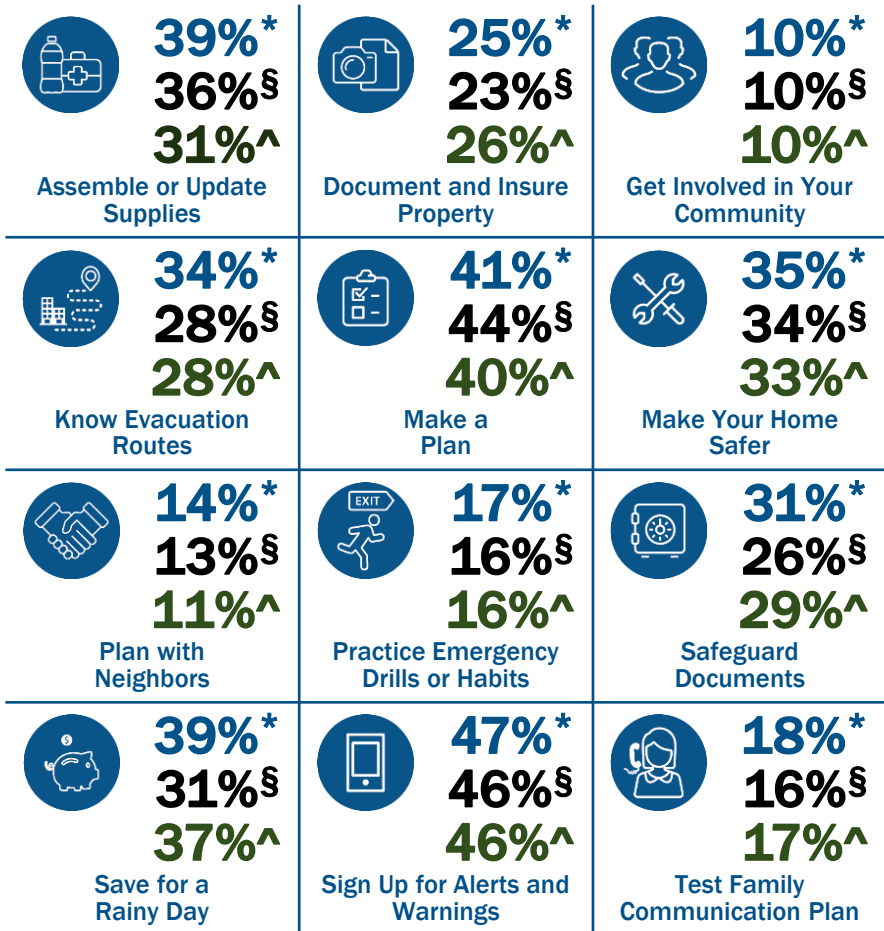 39%*
36%§
31%^
Assemble or Update
Supplies
25%*
23%§
26%^
Document and Insure
Property
10%*
10%§
10%^
Get Involved in Your
Community
34%*
28%§
28%^
Know Evacuation
Routes
41%*
44%§
40%^
Make a
Plan
35%*
34%§
33%^
Make Your Home
Safer
14%*
13%§
11%^
Plan with
Neighbors
EXIT
17%*
16%§
16%^
Practice Emergency
Drills or Habits
31%*
26%§
29%^
Safeguard
Documents
$
39%*
31%§
37%^
Save for a
Rainy Day
47%*
46%§
46%^
Sign Up for Alerts and
Warnings
18%*
16%§
17%^
Test Family
Communication Plan